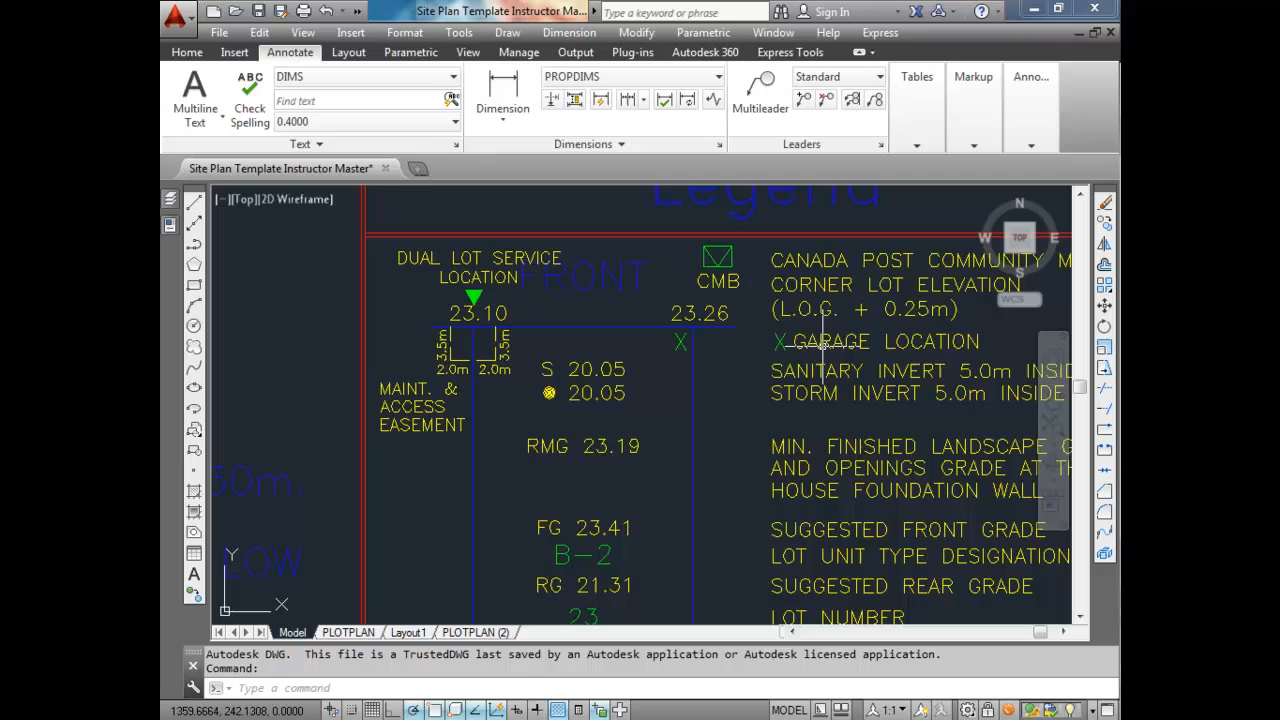 Site Plan Template Instructor Ma...
Type a keyword or phrase
Sign In
File Edit View Insert Format Tools Draw Dimension Modify Parametric Window Help Express
Home Insert Annotate Layout Parametric View Manage Output Plug-ins Autodesk 360 Express Tools
A
Multiline
Text
ABC
Check
Spelling
DIMS
Find text
0.4000
Text
Dimension
PROPDIMS
Dimensions
Multileader
Standard
Leaders
Tables
Markup
Anno...
Site Plan Template Instructor Master*
[−][Top][2D Wireframe]
Legend
N
W TOP E
S
WCS
DUAL LOT SERVICE
LOCATION
FRONT
CMB
23.10
23.26
3.5m 3.5m
2.0m 2.0m
X
MAINT. &
ACCESS
EASEMENT
S 20.05
20.05
RMG 23.19
FG 23.41
B-2
RG 21.31
23
CANADA POST COMMUNITY M
CORNER LOT ELEVATION
(L.O.G. + 0.25m)
X GARAGE LOCATION
SANITARY INVERT 5.0m INSID
STORM INVERT 5.0m INSIDE
MIN. FINISHED LANDSCAPE G
AND OPENINGS GRADE AT TH
HOUSE FOUNDATION WALL
SUGGESTED FRONT GRADE
LOT UNIT TYPE DESIGNATION
SUGGESTED REAR GRADE
LOT NUMBER
30m.
LOW
Y
X
Model PLOTPLAN Layout1 PLOTPLAN (2)
Autodesk DWG. This file is a TrustedDWG last saved by an Autodesk application or Autodesk licensed application.
Command:
Type a command
1359.6664, 242.1308, 0.0000
MODEL
1:1